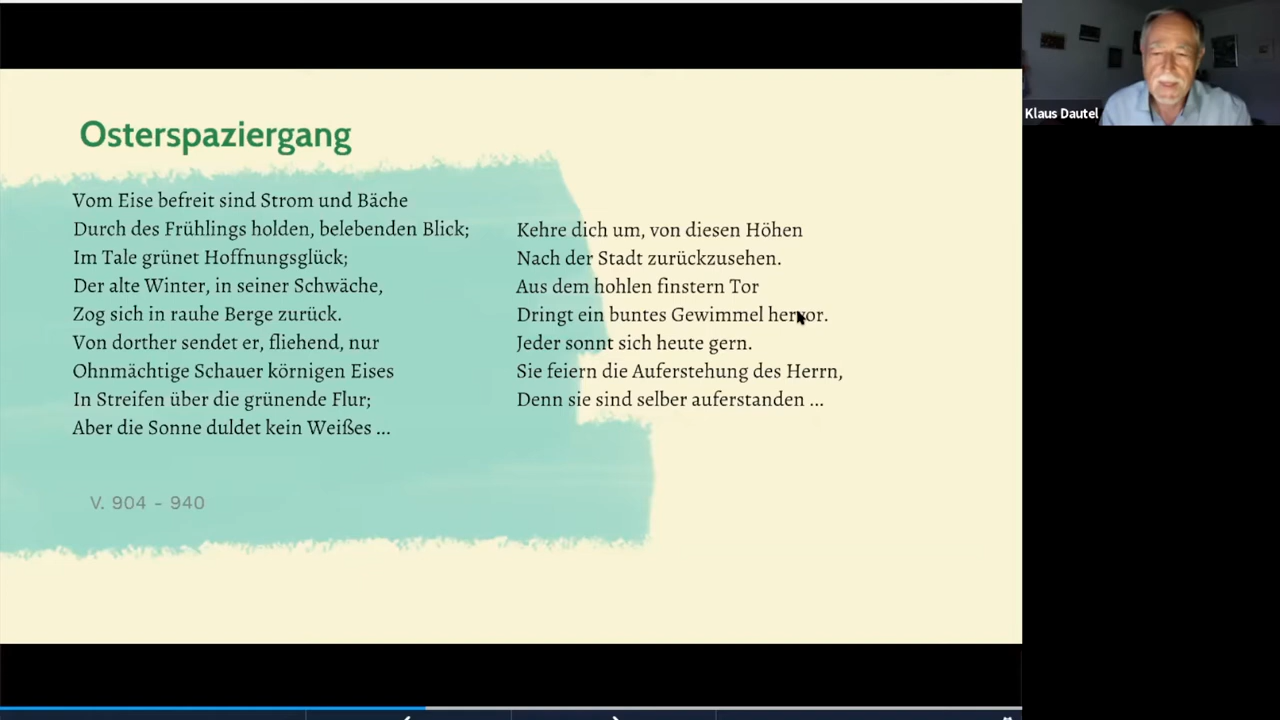 Osterspaziergang
Vom Eise befreit sind Strom und Bäche
Durch des Frühlings holden, belebenden Blick;
Im Tale grünet Hoffnungsglück;
Der alte Winter, in seiner Schwäche,
Zog sich in rauhe Berge zurück.
Von dorther sendet er, fliehend, nur
Ohnmächtige Schauer körnigen Eises
In Streifen über die grünende Flur;
Aber die Sonne duldet kein Weißes ...
V. 904 - 940
Kehre dich um, von diesen Höhen
Nach der Stadt zurückzusehen.
Aus dem hohlen finstern Tor
Dringt ein buntes Gewimmel hervor.
Jeder sonnt sich heute gern.
Sie feiern die Auferstehung des Herrn,
Denn sie sind selber auferstanden ...
Klaus Dautel